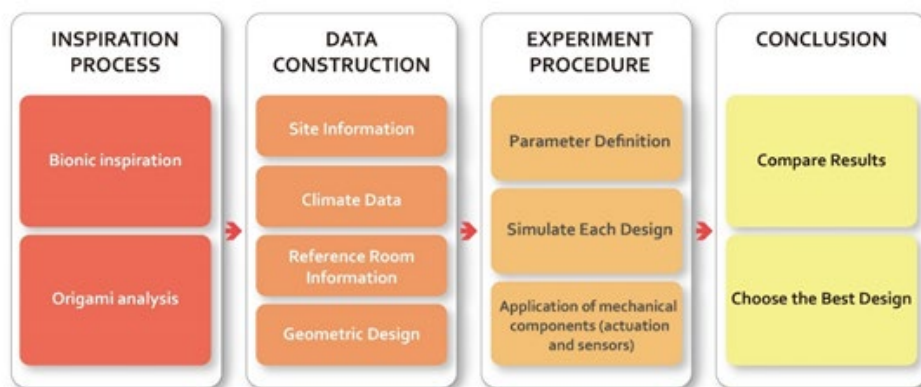 INSPIRATION
PROCESS
Bionic inspiration
Origami analysis
DATA
CONSTRUCTION
Site Information
Climate Data
Reference Room
Information
Geometric Design
EXPERIMENT
PROCEDURE
Parameter Definition
Simulate Each Design
Application of mechanical
components (actuation
and sensors)
CONCLUSION
Compare Results
Choose the Best Design